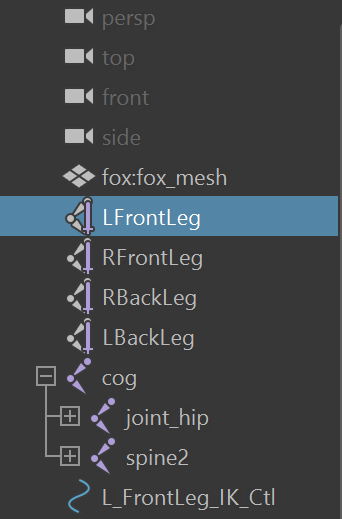 persp
top
front
side
fox:fox_mesh
LFrontLeg
RFrontLeg
RBackLeg
LBackLeg
cog
joint_hip
spine2
L_FrontLeg_IK_Ctl